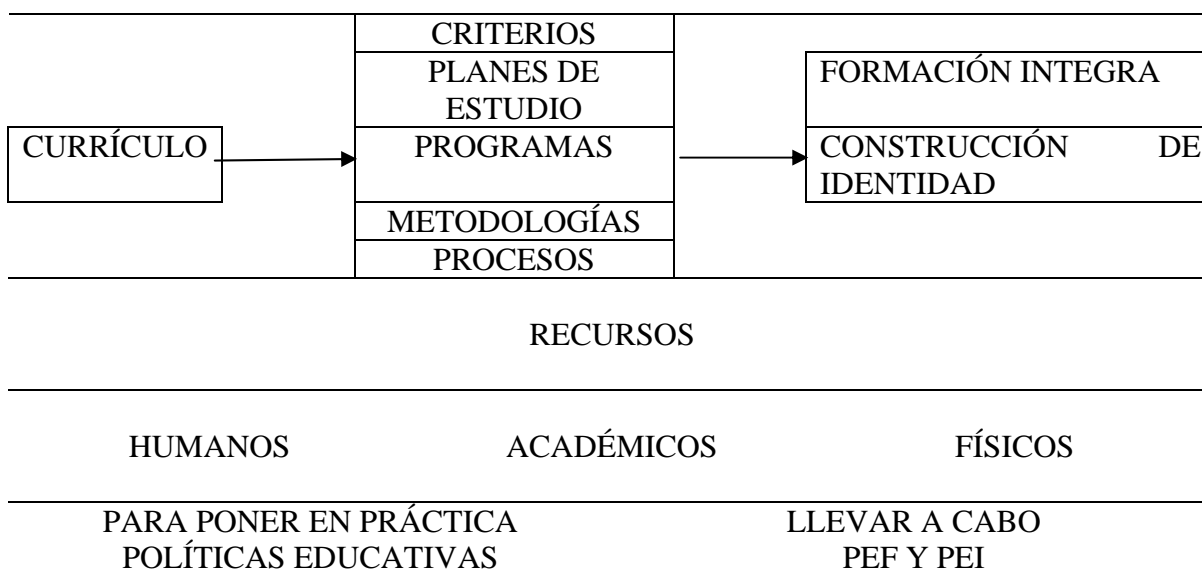 CRITERIOS
PLANES DE
ESTUDIO
FORMACIÓN INTEGRA
CURRÍCULO
PROGRAMAS
CONSTRUCCIÓN DE
IDENTIDAD
METODOLOGÍAS
PROCESOS
RECURSOS
HUMANOS ACADÉMICOS FÍSICOS
PARA PONER EN PRÁCTICA
POLÍTICAS EDUCATIVAS
LLEVAR A CABO
PEF Y PEI